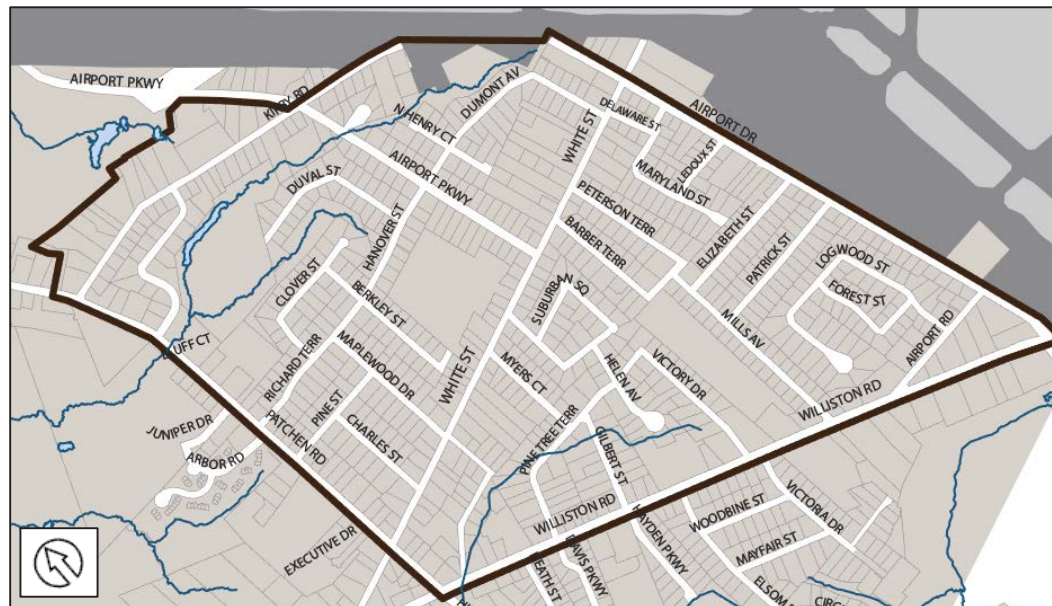 AIRPORT PKWY
KIRBY RD
DUMONT AV
N HENRY CT
DELAWARE ST
AIRPORT DR
WHITE ST
LEDOUX ST
AIRPORT PKWY
MARYLAND ST
DUVAL ST
HANOVER ST
PETERSON TERR
BARBER TERR
ELIZABETH ST
PATRICK ST
LOGWOOD ST
FOREST ST
CLOVER ST
BERKLEY ST
SUBURBAN SQ
MILLS AV
AIRPORT RD
RICHARD TERR
MAPLEWOOD DR
WHITE ST
MYERS CT
HELEN AV
VICTORY DR
WILLISTON RD
JUNIPER DR
PINE ST
PATCHEN RD
CHARLES ST
PINE TREE TERR
GILBERT ST
ARBOR RD
WILLISTON RD
WOODBINE ST
VICTORIA DR
EXECUTIVE DR
HAYDEN PKWY
MAYFAIR ST
DAVIS PKWY
ELSOM
CIRC